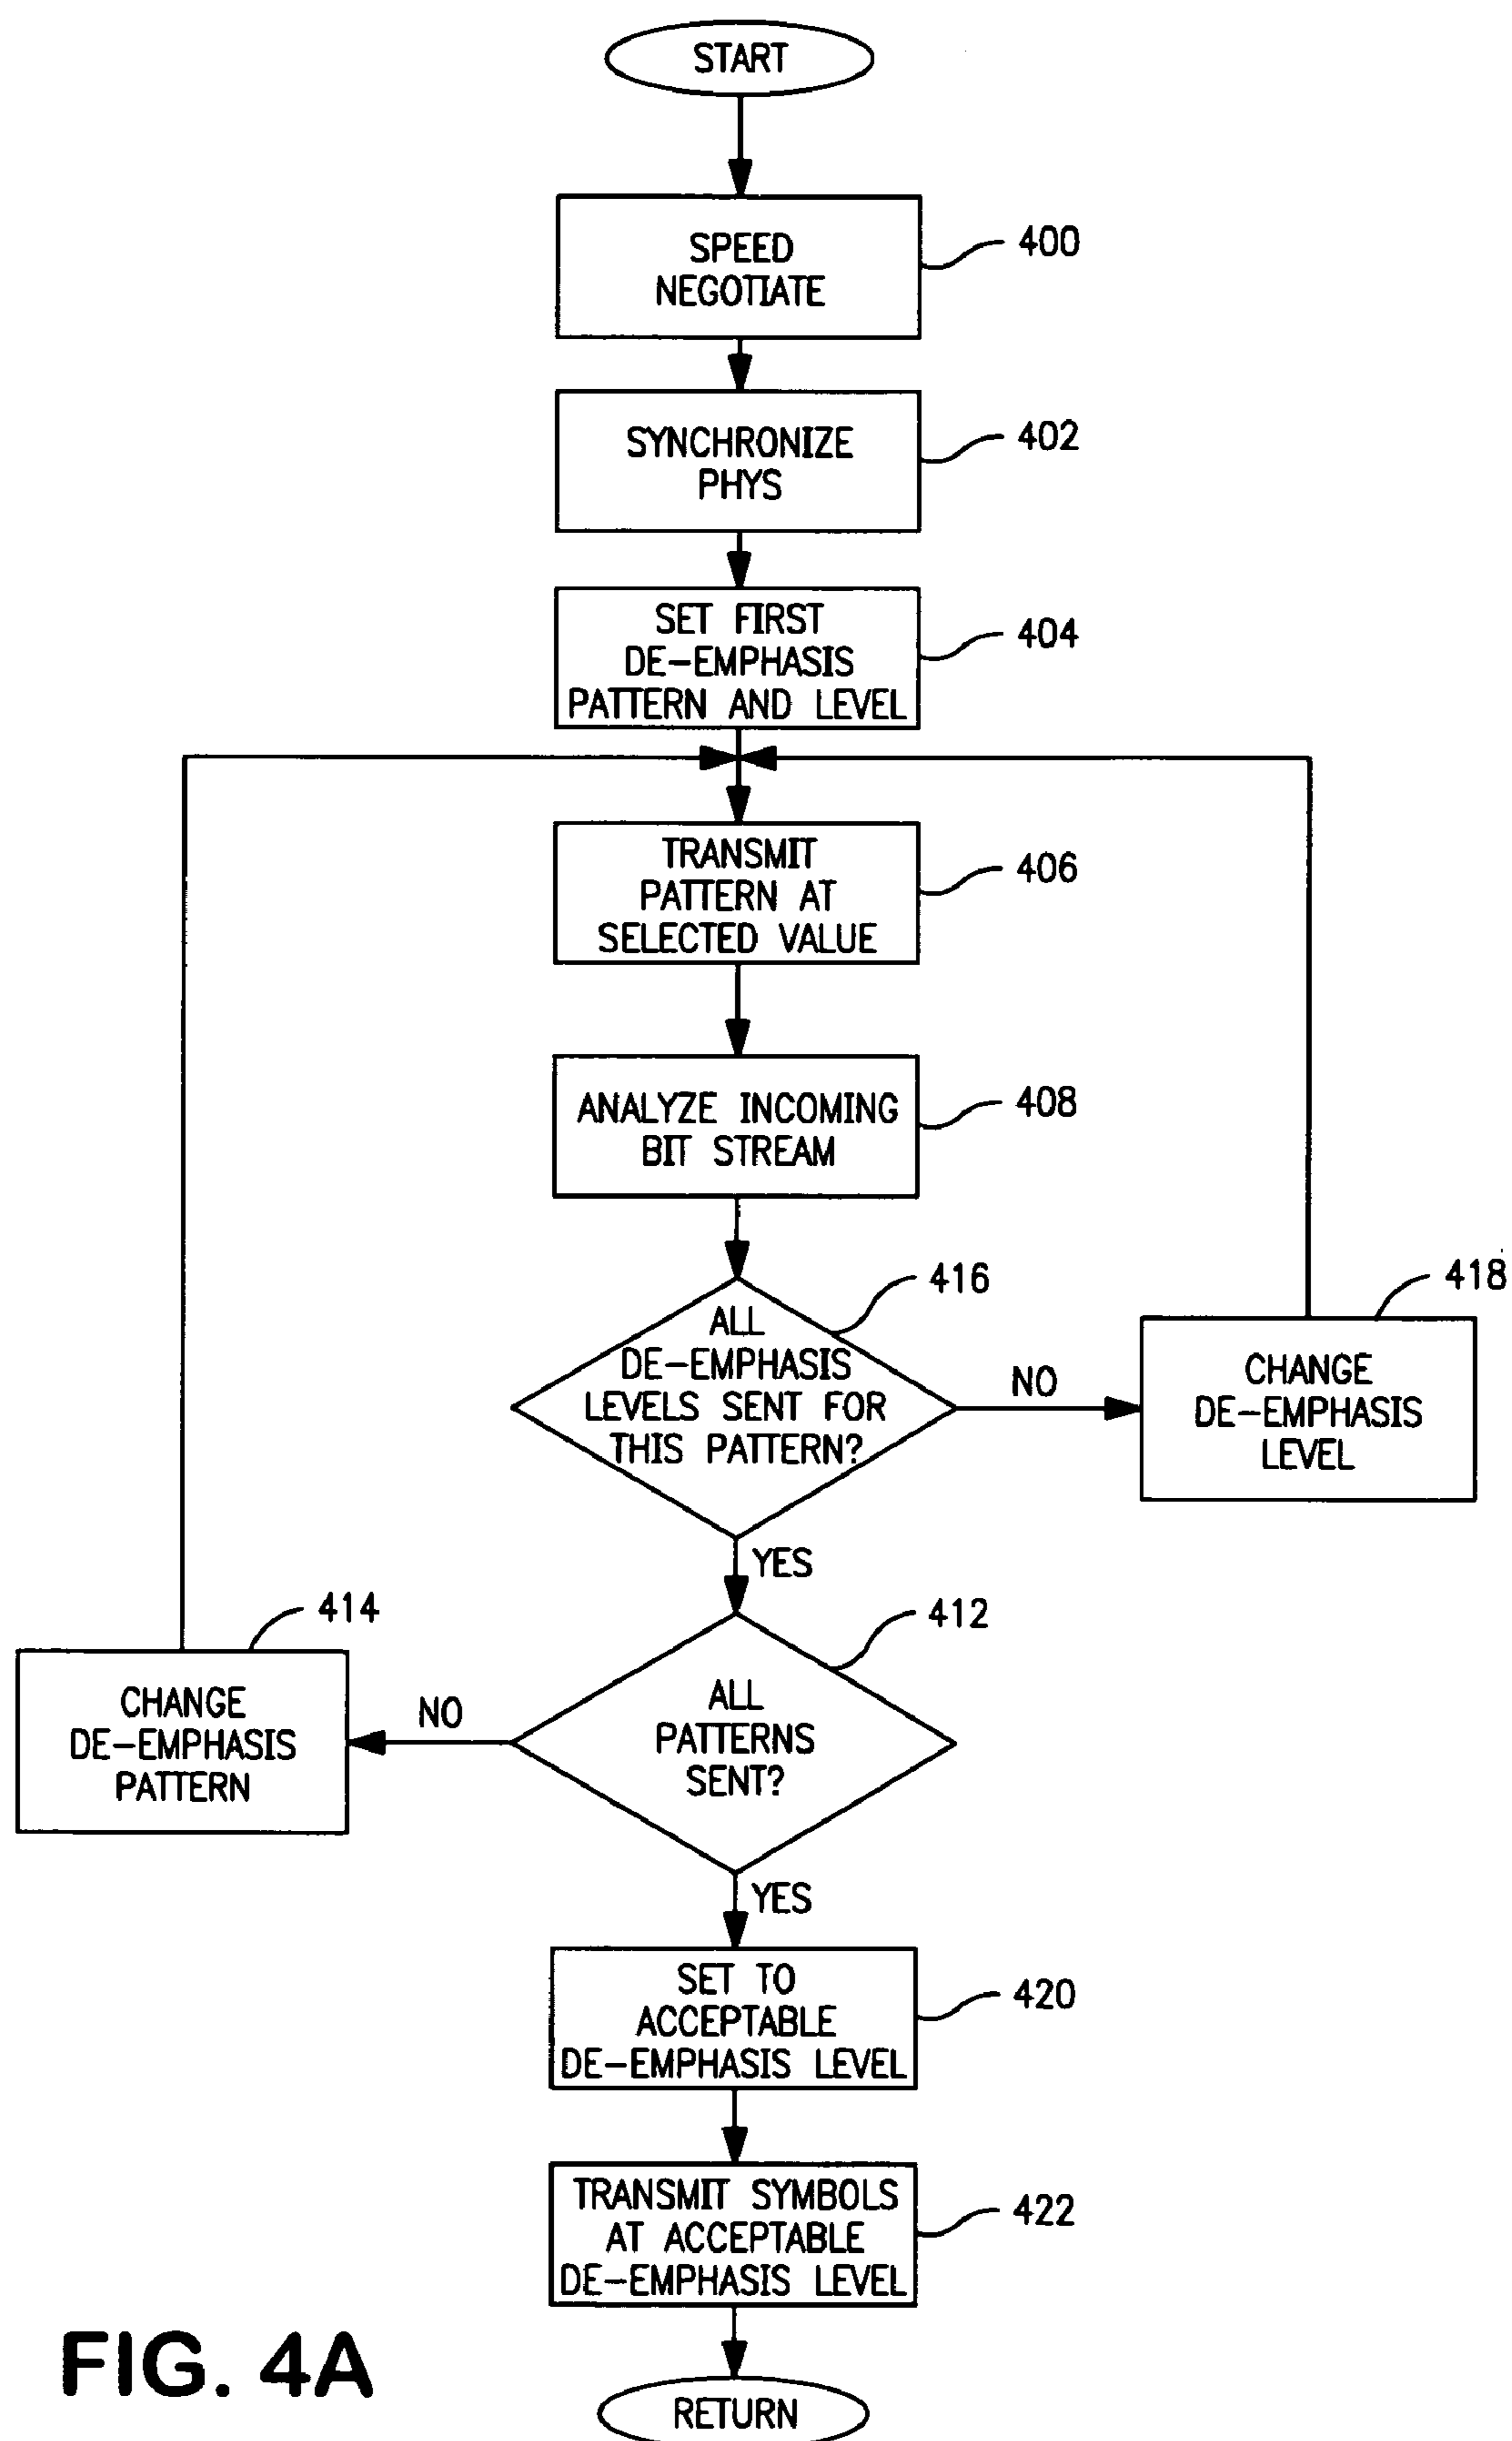 START
SPEED
NEGOTIATE
400
SYNCHRONIZE
PHYS
402
SET FIRST
DE-EMPHASIS
PATTERN AND LEVEL
404
TRANSMIT
PATTERN AT
SELECTED VALUE
406
ANALYZE INCOMING
BIT STREAM
408
ALL
DE-EMPHASIS
LEVELS SENT FOR
THIS PATTERN?
416
NO
CHANGE
DE-EMPHASIS
LEVEL
418
YES
ALL
PATTERNS
SENT?
412
NO
CHANGE
DE-EMPHASIS
PATTERN
414
YES
SET TO
ACCEPTABLE
DE-EMPHASIS LEVEL
420
TRANSMIT SYMBOLS
AT ACCEPTABLE
DE-EMPHASIS LEVEL
422
RETURN
FIG. 4A